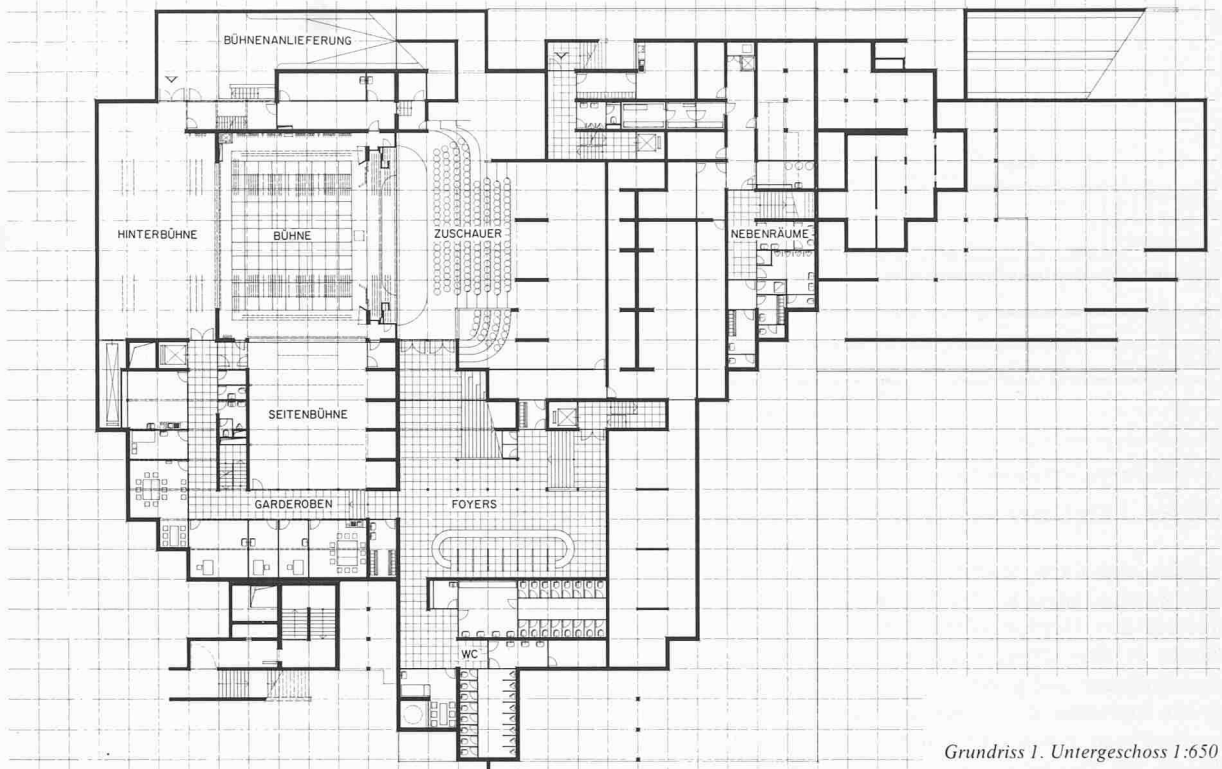 BÜHNENANLIEFERUNG
HINTERBÜHNE
BÜHNE
ZUSCHAUER
NEBENRÄUME
SEITENBÜHNE
GARDEROBEN
FOYERS
WC
Grundriss 1. Untergeschoss 1:650